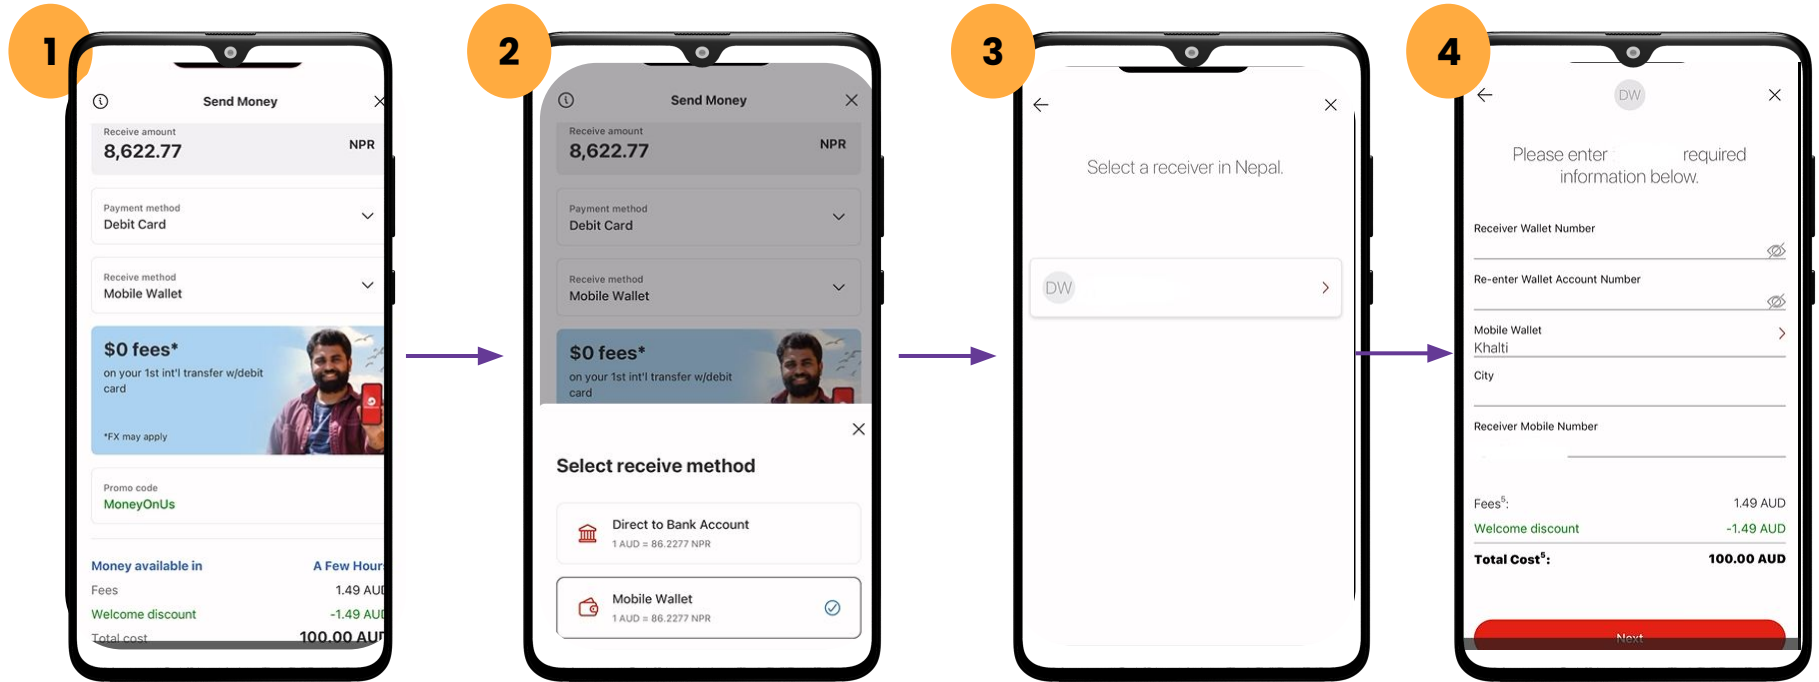 1
Send Money
Receive amount
8,622.77 NPR
Payment method
Debit Card
Receive method
Mobile Wallet
$0 fees*
on your 1st int'l transfer w/debit
card
*FX may apply
Promo code
MoneyOnUs
Money available in A Few Hour
Fees 1.49 AU
Welcome discount -1.49 AU
Total cost 100.00 AU
2
Send Money
Receive amount
8,622.77 NPR
Payment method
Debit Card
Receive method
Mobile Wallet
$0 fees*
on your 1st int'l transfer w/debit
card
Select receive method
Direct to Bank Account
1 AUD = 86.2277 NPR
Mobile Wallet
1 AUD = 86.2277 NPR
3
Select a receiver in Nepal.
DW
4
DW
Please enter required
information below.
Receiver Wallet Number
Re-enter Wallet Account Number
Mobile Wallet
Khalti
City
Receiver Mobile Number
Fees5: 1.49 AUD
Welcome discount -1.49 AUD
Total Cost5: 100.00 AUD
Next